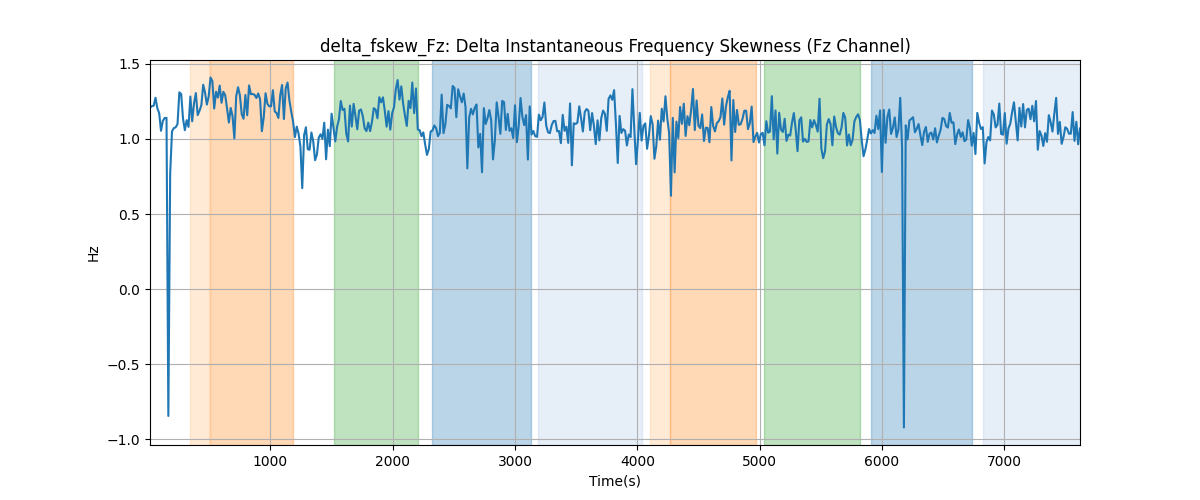 delta_fskew_Fz: Delta Instantaneous Frequency Skewness (Fz Channel)
1.5
1.0
0.5
0.0
−0.5
−1.0
Hz
1000 2000 3000 4000 5000 6000 7000
Time(s)